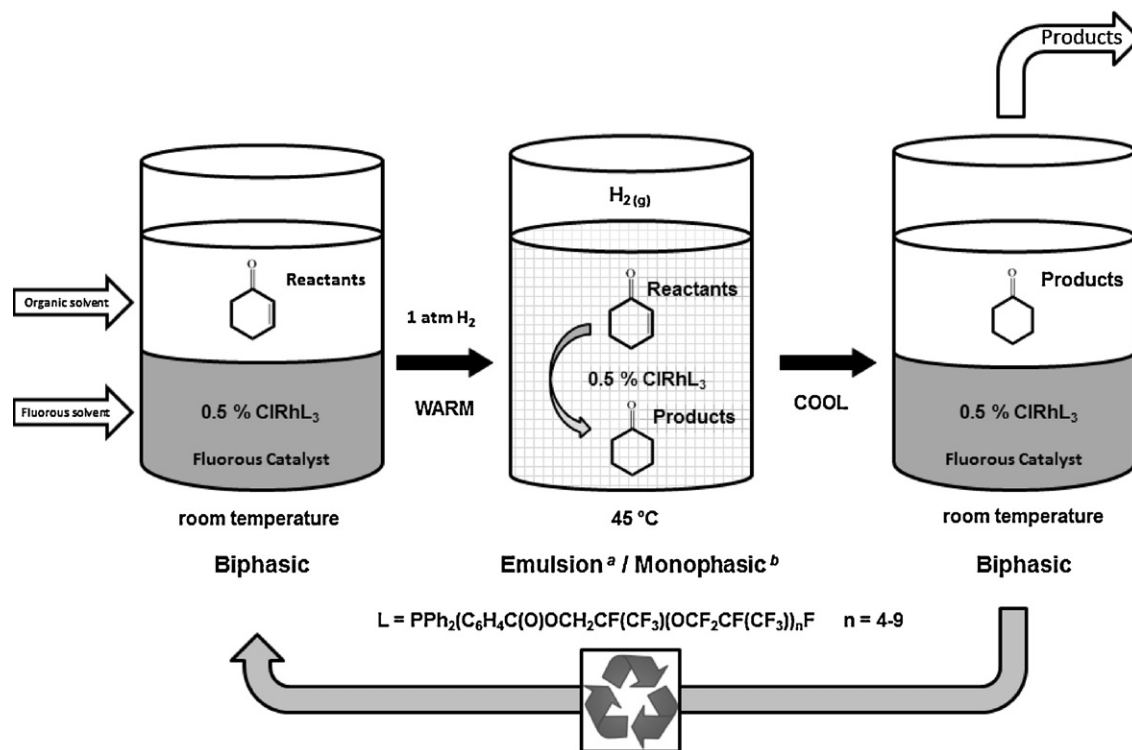 Products
Organic solvent
Fluorous solvent
O
Reactants
0.5 % ClRhL₃
Fluorous Catalyst
room temperature
Biphasic
1 atm H₂
WARM
H₂(g)
O
Reactants
0.5 % ClRhL₃
O
Products
45 ºC
Emulsion ᵃ / Monophasic ᵇ
COOL
O
Products
0.5 % ClRhL₃
Fluorous Catalyst
room temperature
Biphasic
L = PPh₂(C₆H₄C(O)OCH₂CF(CF₃)(OCF₂CF(CF₃))ₙF n = 4-9